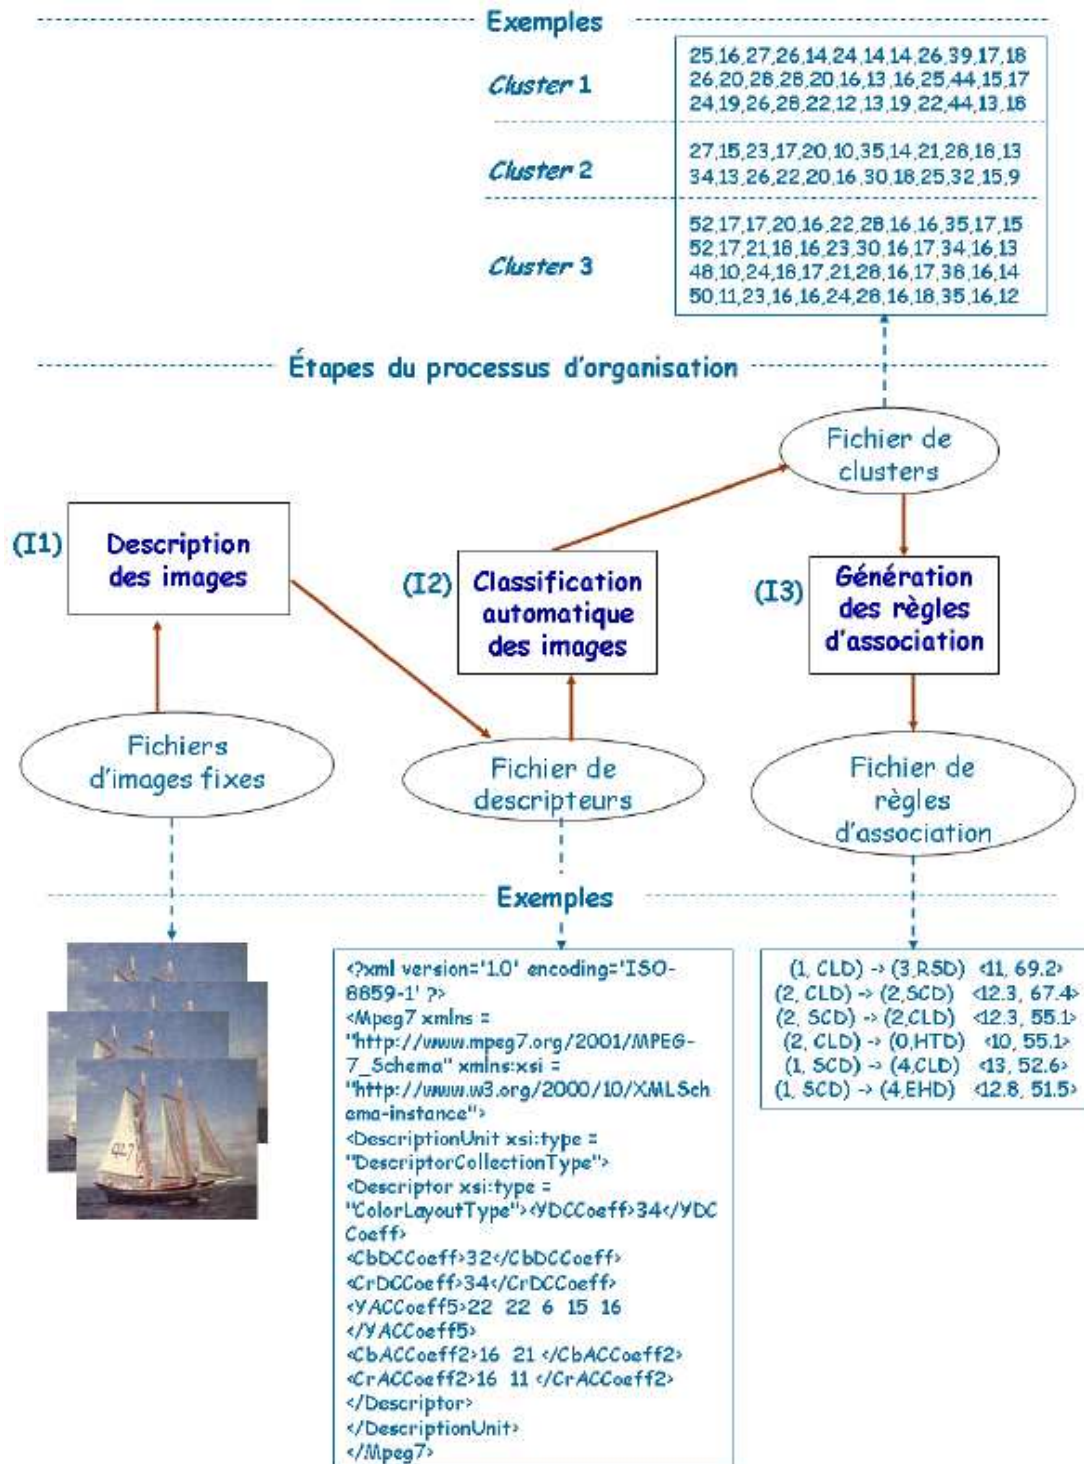 Exemples
Cluster 1
25,16,27,26,14,24,14,14,26,39,17,18
26,20,28,28,20,16,13,16,25,44,15,17
24,19,26,28,22,12,13,19,22,44,13,18
Cluster 2
27,15,23,17,20,10,35,14,21,28,18,13
34,13,26,22,20,16,30,18,25,32,15,9
Cluster 3
52,17,17,20,16,22,28,16,16,35,17,15
52,17,21,18,16,23,30,16,17,34,16,13
48,10,24,18,17,21,28,16,17,38,16,14
50,11,23,16,16,24,28,16,18,35,16,12
Étapes du processus d'organisation
Fichier de
clusters
(I1)
Description
des images
(I2)
Classification
automatique
des images
(I3)
Génération
des règles
d'association
Fichiers
d'images fixes
Fichier de
descripteurs
Fichier de
règles
d'association
Exemples
<?xml version='1.0' encoding='ISO-
8859-1' ?>
<Mpeg7 xmlns =
"http://www.mpeg7.org/2001/MPEG-
7_Schema" xmlns:xsi =
"http://www.w3.org/2000/10/XMLSch
ema-instance">
<DescriptionUnit xsi:type =
"DescriptorCollectionType">
<Descriptor xsi:type =
"ColorLayoutType"><YDCCoeff>34</YDC
Coeff>
<CbDCCoeff>32</CbDCCoeff>
<CrDCCoeff>34</CrDCCoeff>
<YACCoeff5>22 22 6 15 16
</YACCoeff5>
<CbACCoeff2>16 21 </CbACCoeff2>
<CrACCoeff2>16 11 </CrACCoeff2>
</Descriptor>
</DescriptionUnit>
</Mpeg7>
(1, CLD) -> (3,RSD) <11, 69.2>
(2, CLD) -> (2,SCD) <12.3, 67.4>
(2, SCD) -> (2,CLD) <12.3, 55.1>
(2, CLD) -> (0,HTD) <10, 55.1>
(1, SCD) -> (4,CLD) <13, 52.6>
(1, SCD) -> (4,EHD) <12.8, 51.5>